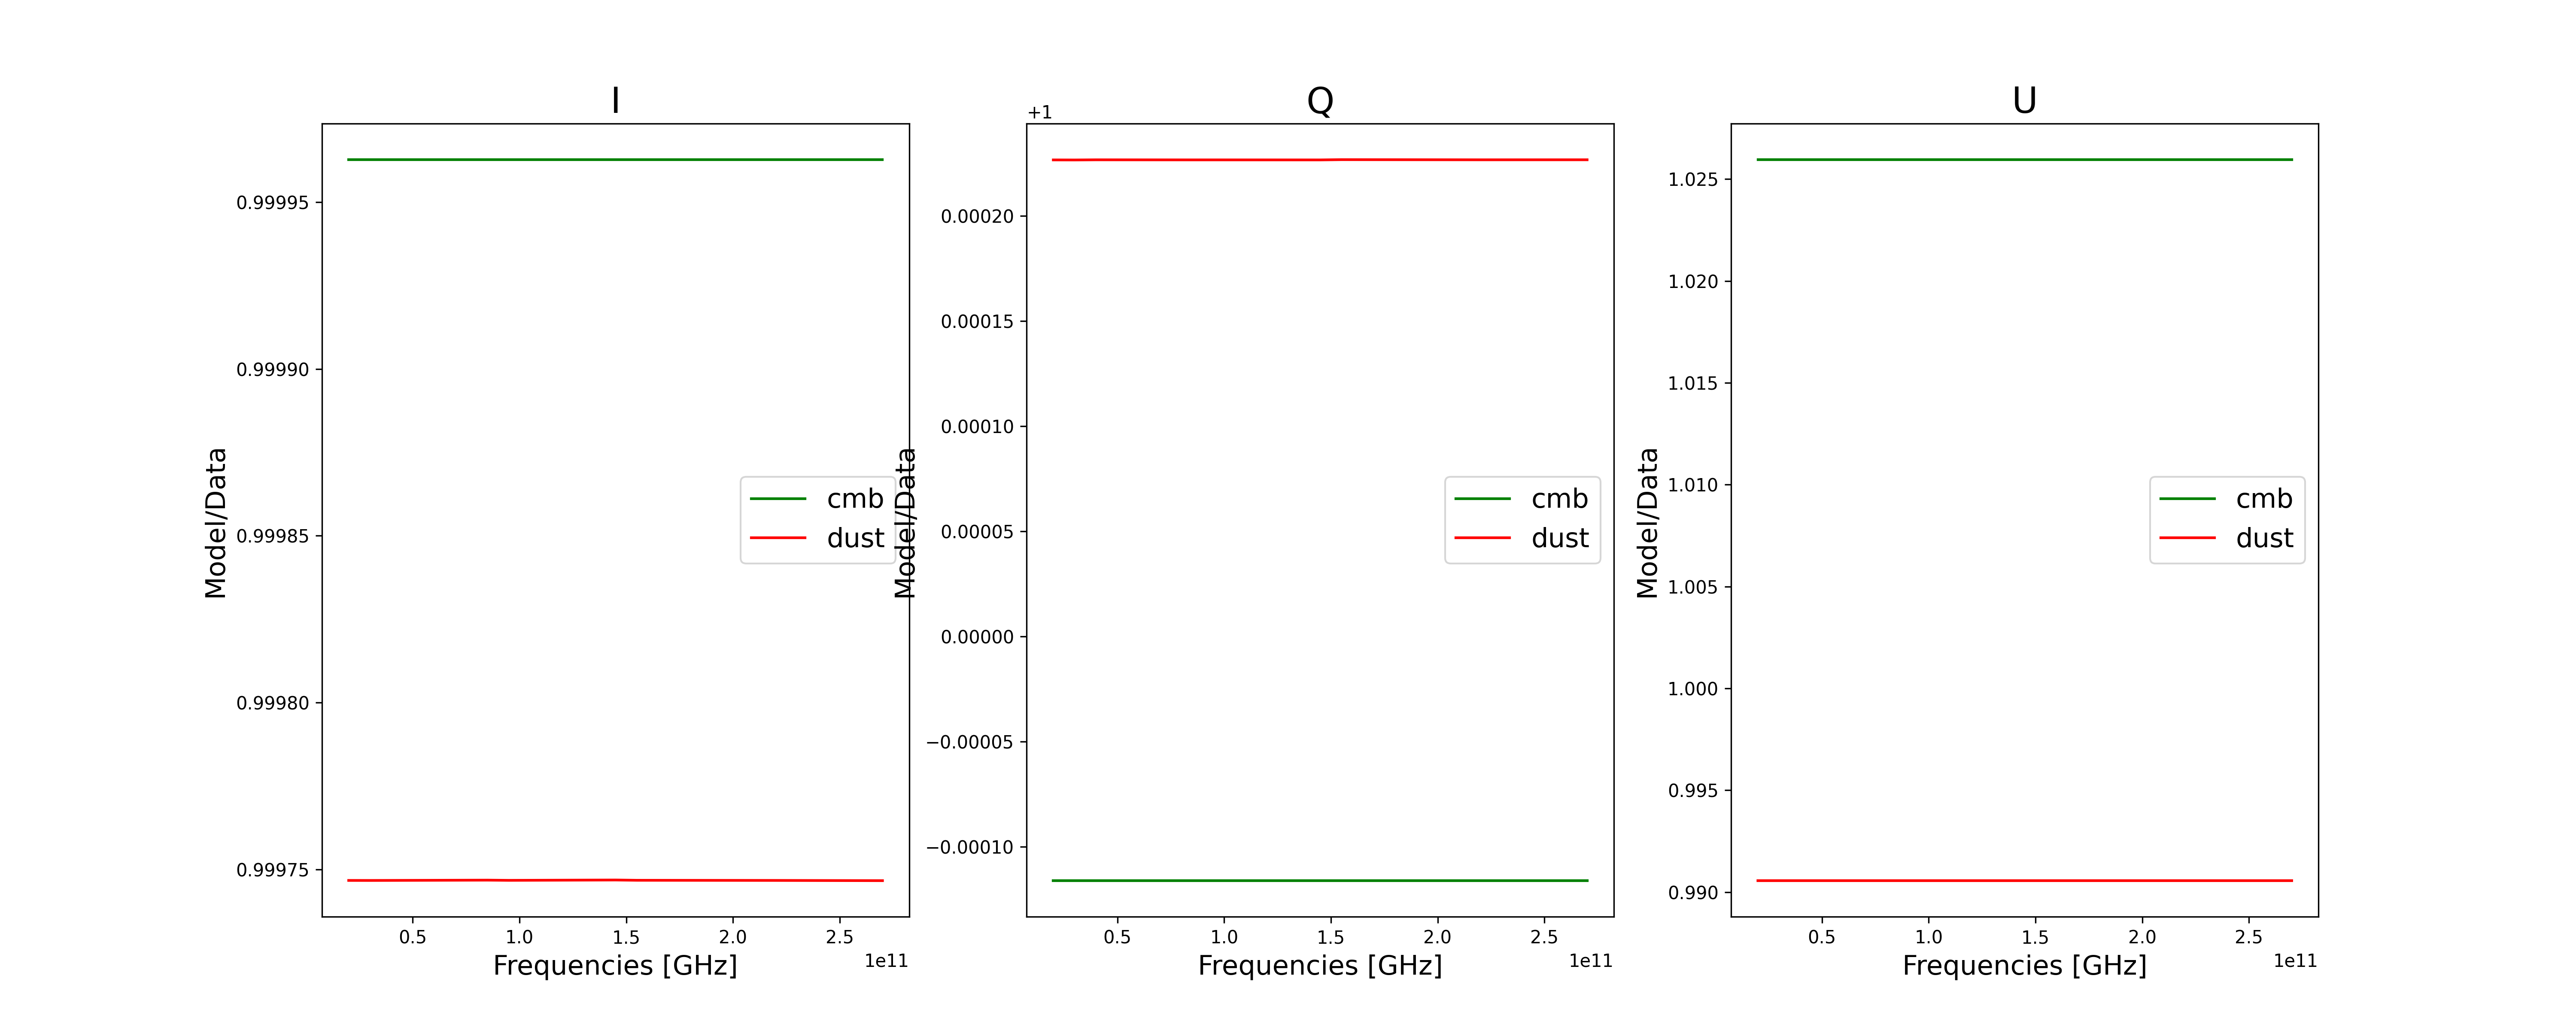 I
Model/Data
0.99995
0.99990
0.99985
0.99980
0.99975
cmb
dust
0.5 1.0 1.5 2.0 2.5
Frequencies [GHz] 1e11
Q
+1
Model/Data
0.00020
0.00015
0.00010
0.00005
0.00000
−0.00005
−0.00010
cmb
dust
0.5 1.0 1.5 2.0 2.5
Frequencies [GHz] 1e11
U
Model/Data
1.025
1.020
1.015
1.010
1.005
1.000
0.995
0.990
cmb
dust
0.5 1.0 1.5 2.0 2.5
Frequencies [GHz] 1e11